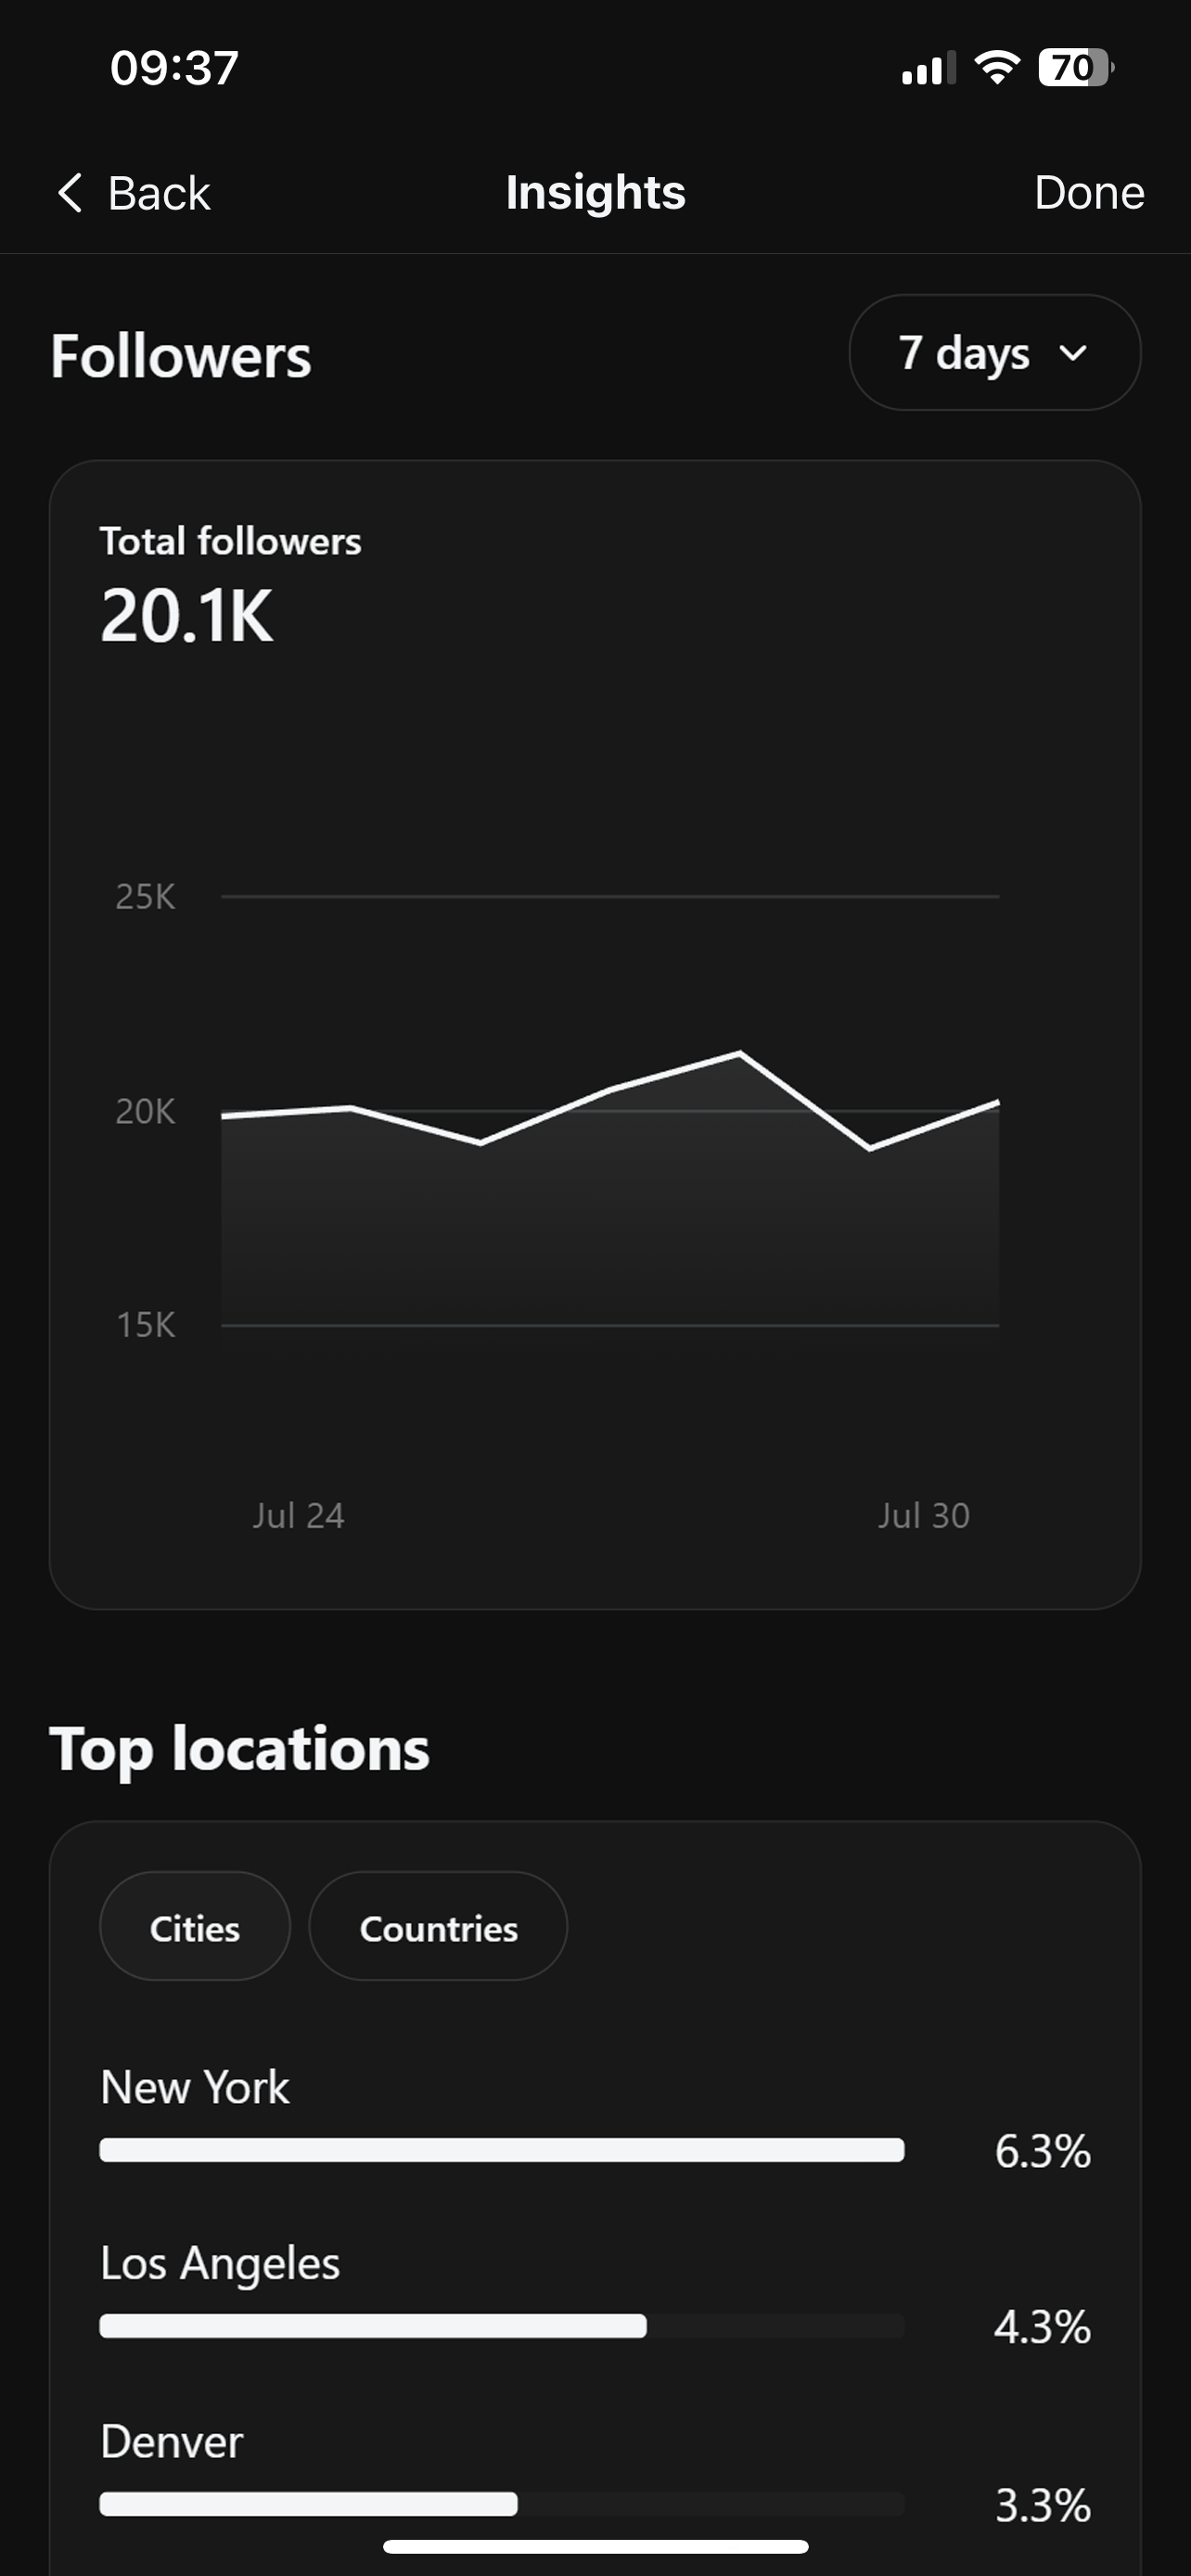 09:37
70
Back
Insights
Done
Followers
7 days
Total followers
20.1K
25K
20K
15K
Jul 24
Jul 30
Top locations
Cities
Countries
New York
6.3%
Los Angeles
4.3%
Denver
3.3%